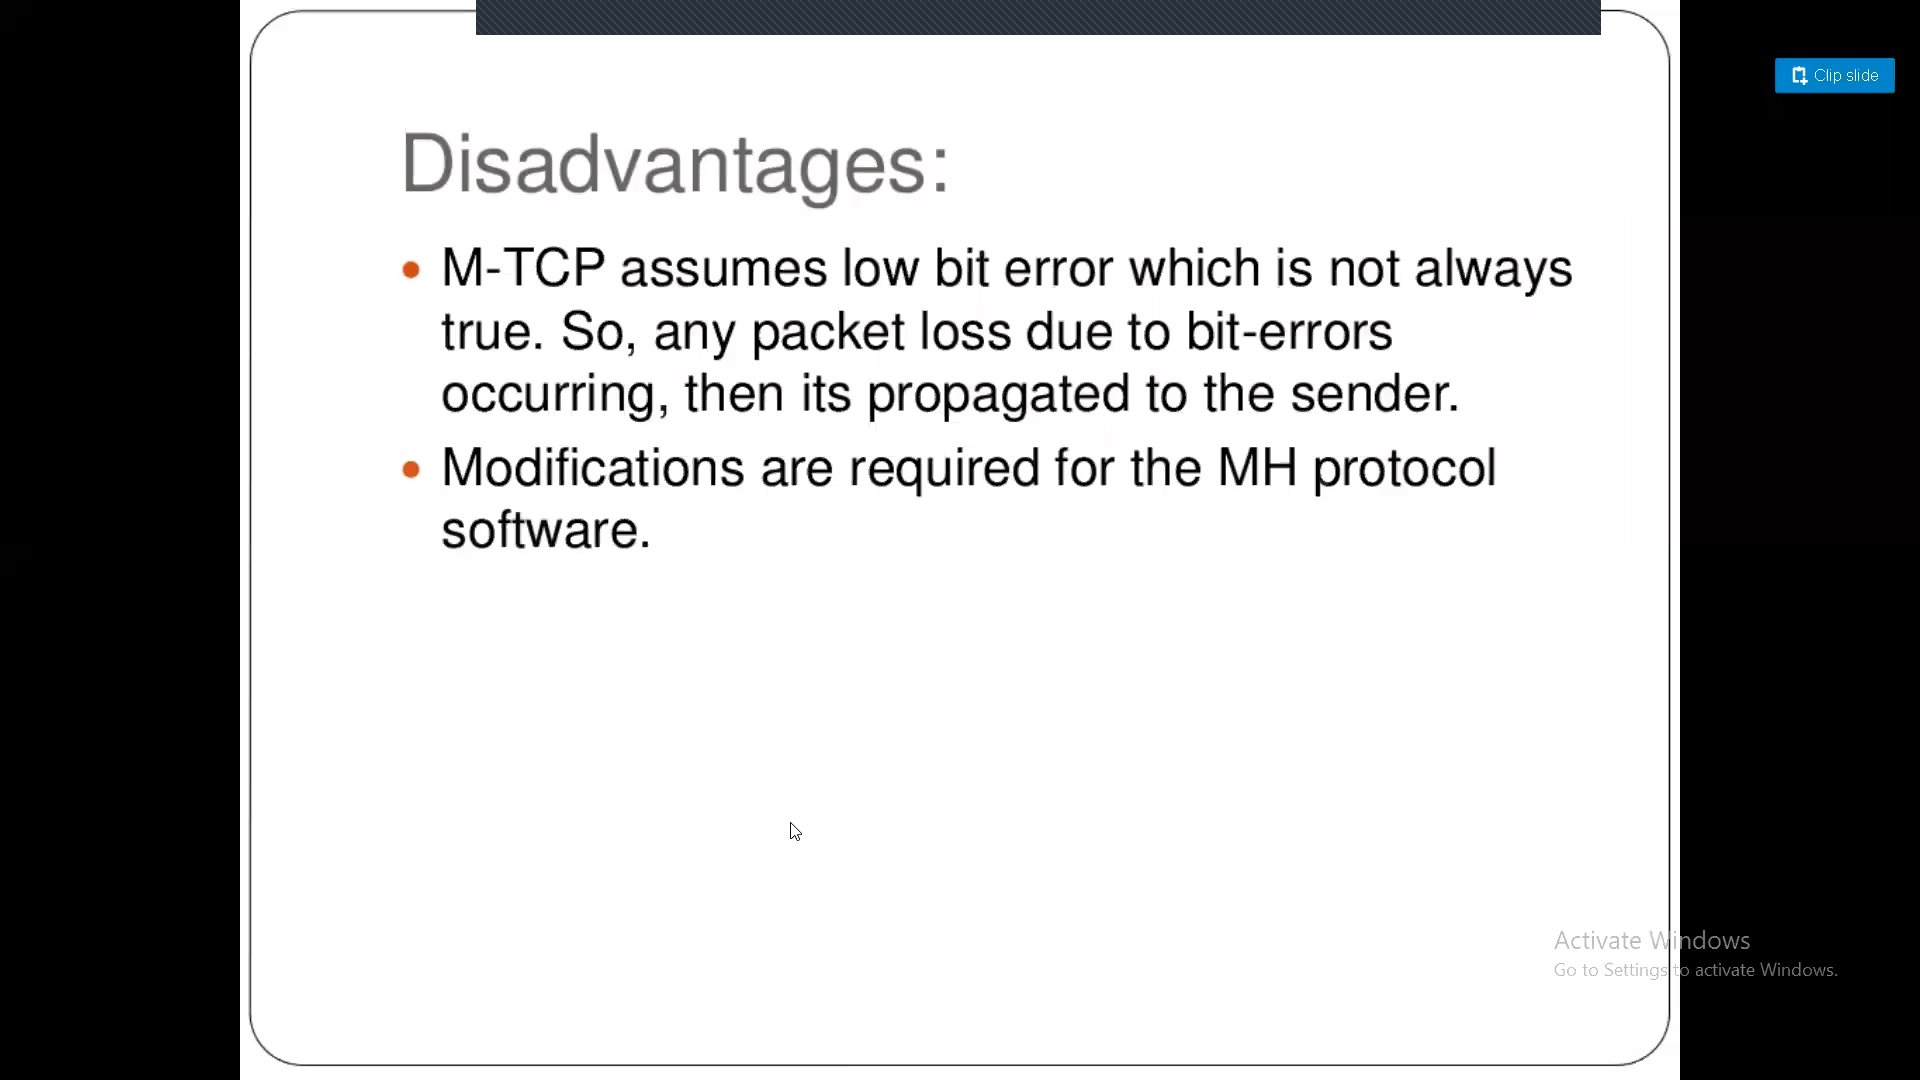 Clip slide
Disadvantages:
• M-TCP assumes low bit error which is not always
true. So, any packet loss due to bit-errors
occurring, then its propagated to the sender.
• Modifications are required for the MH protocol
software.
Activate Windows
Go to Settings to activate Windows.